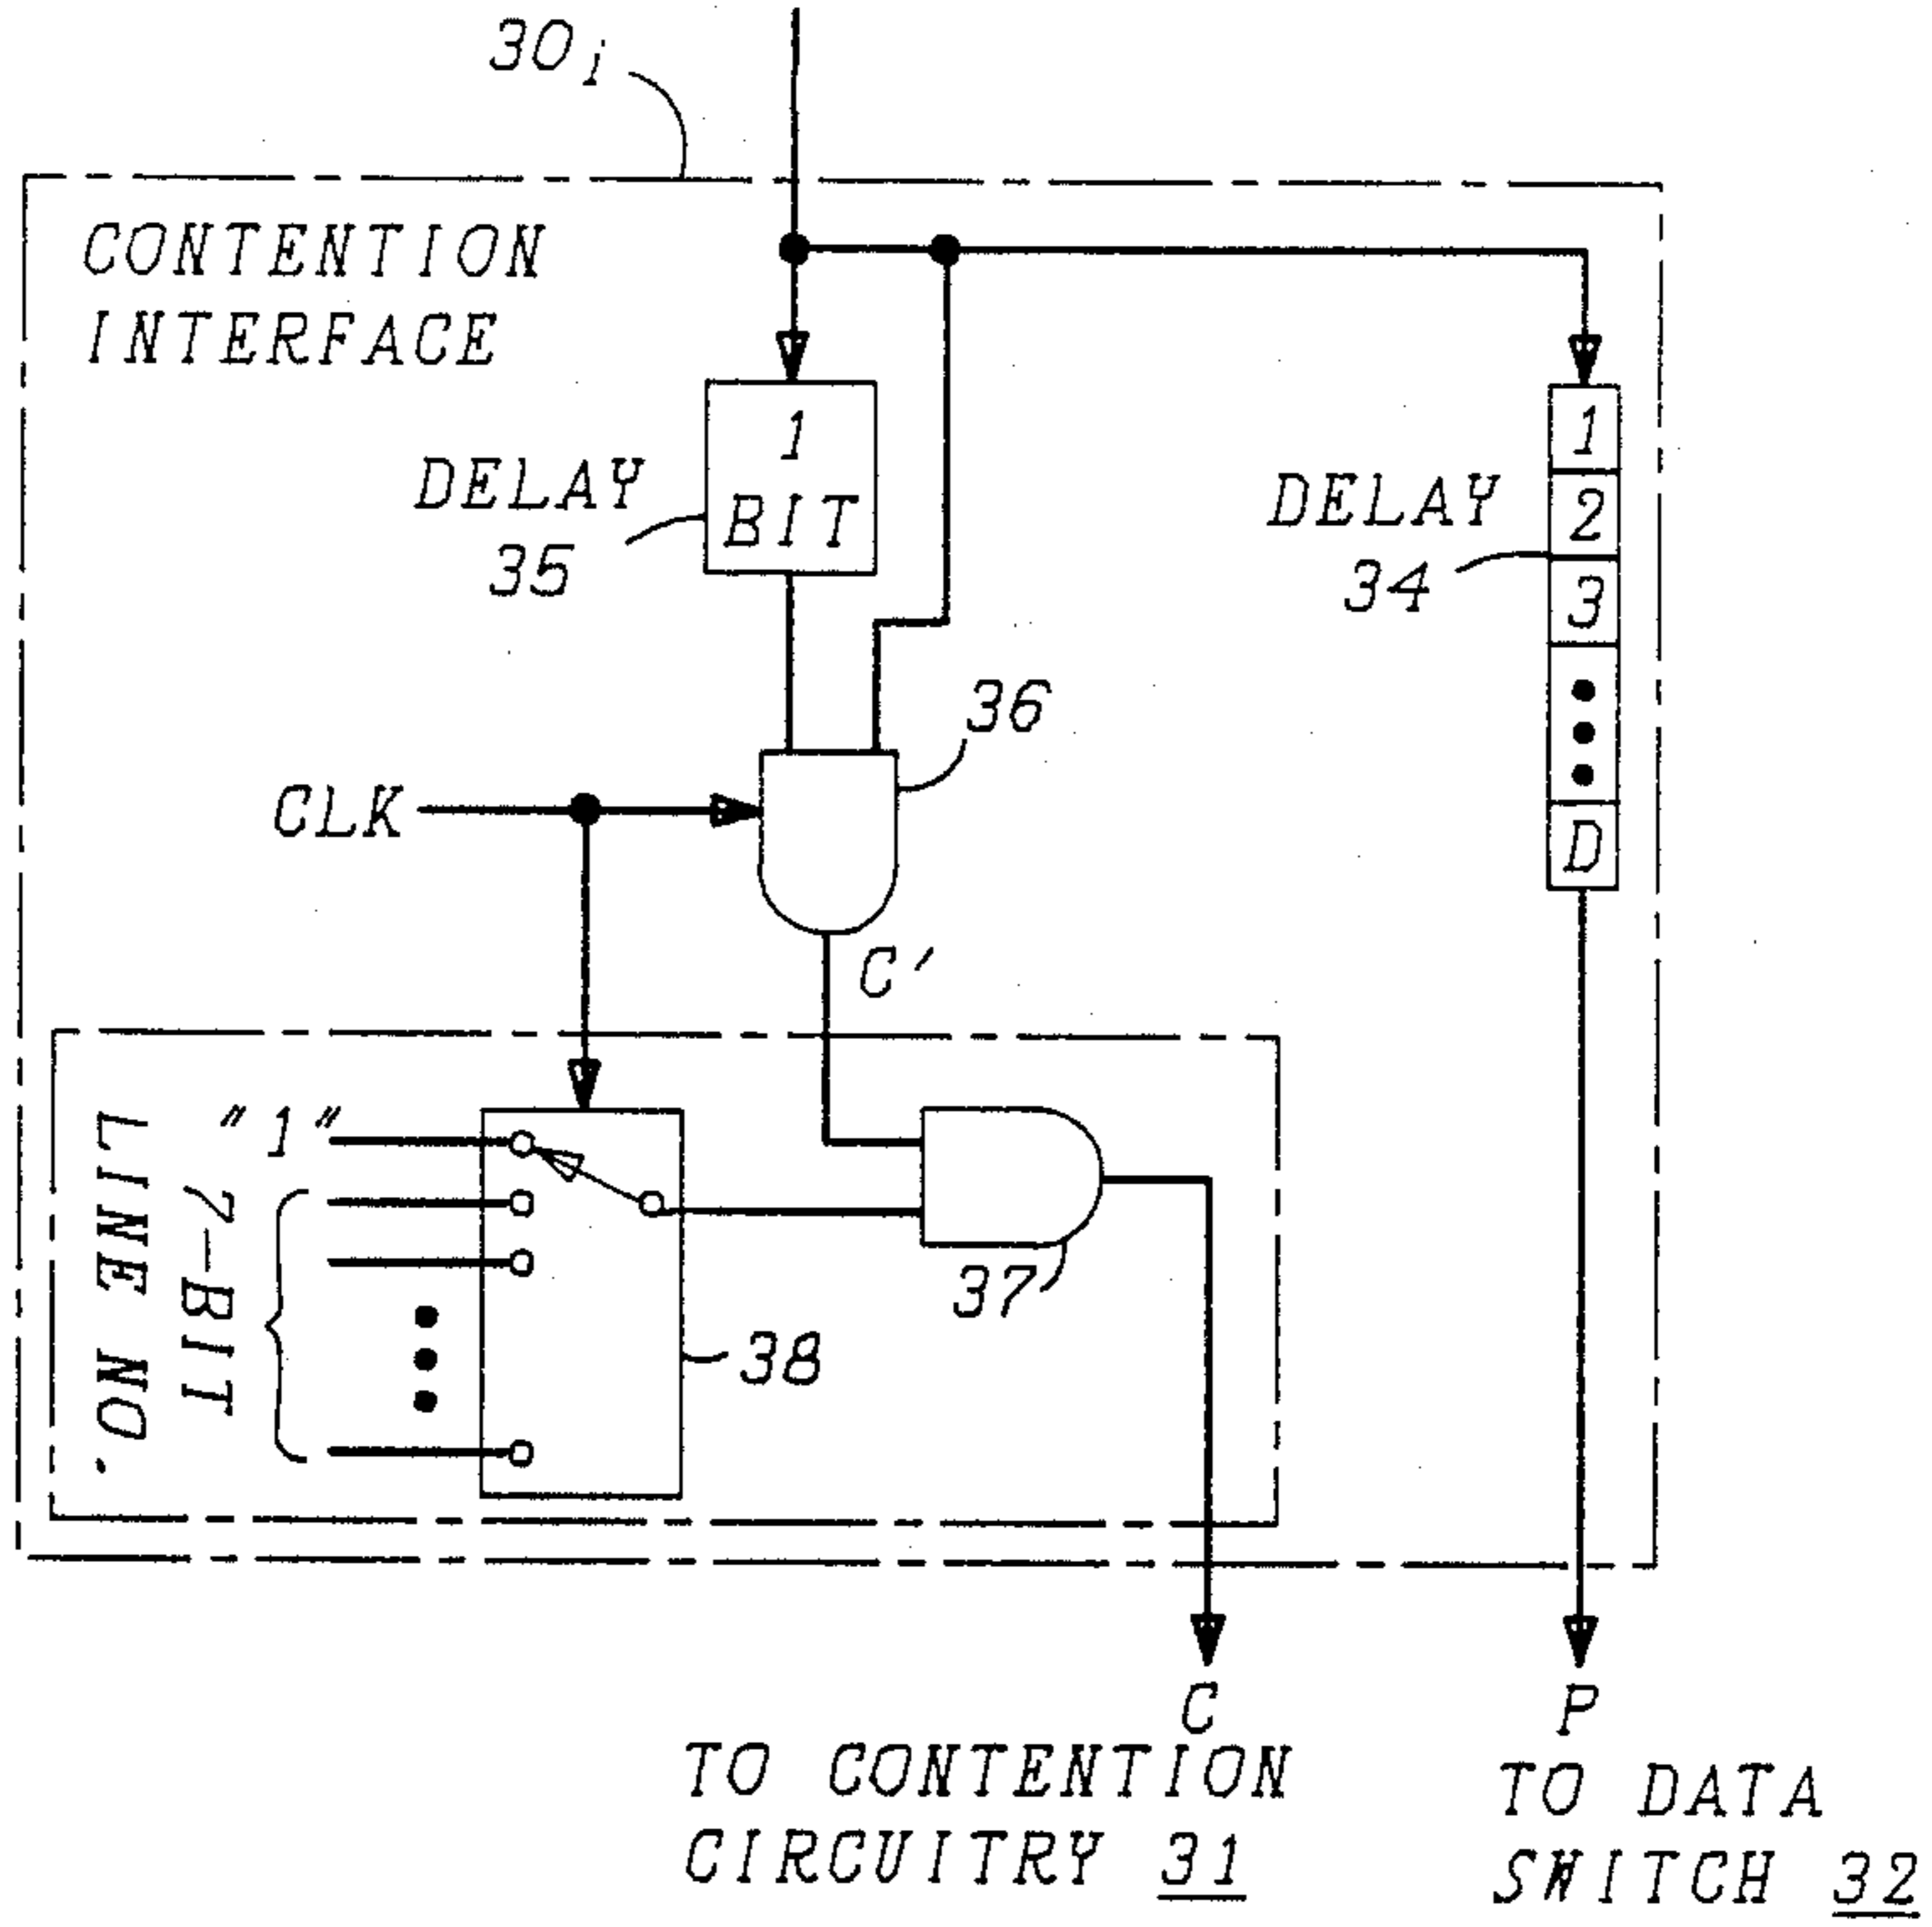 30i
CONTENTION
INTERFACE
1
BIT
DELAY
35
DELAY
34
1
2
3
D
36
CLK
C'
"1"
7-BIT
LINE NO.
37
38
C
TO CONTENTION
CIRCUITRY 31
P
TO DATA
SWITCH 32